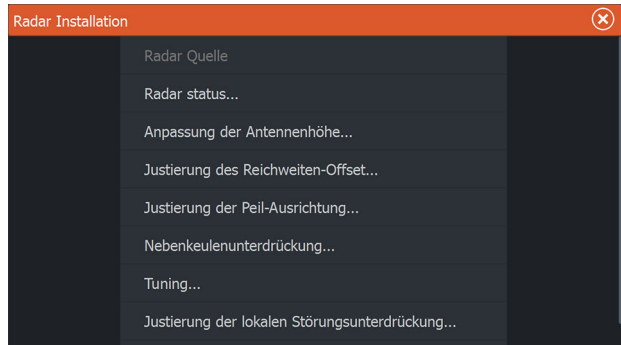 Radar Installation
Radar Quelle
Radar status...
Anpassung der Antennenhöhe...
Justierung des Reichweiten-Offset...
Justierung der Peil-Ausrichtung...
Nebenkeulenunterdrückung...
Tuning...
Justierung der lokalen Störungsunterdrückung...